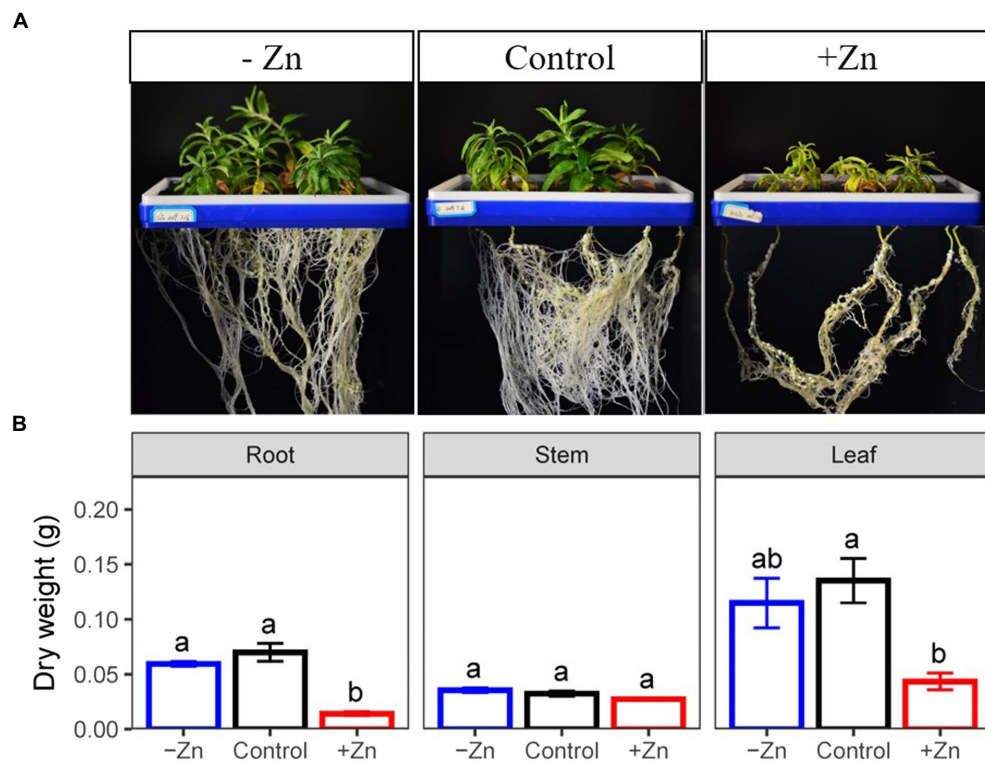 A
- Zn Control +Zn
B
Root Stem Leaf
Dry weight (g)
0.20
0.15
0.10
0.05
0.00
a a b
a a a
ab a b
−Zn Control +Zn −Zn Control +Zn −Zn Control +Zn